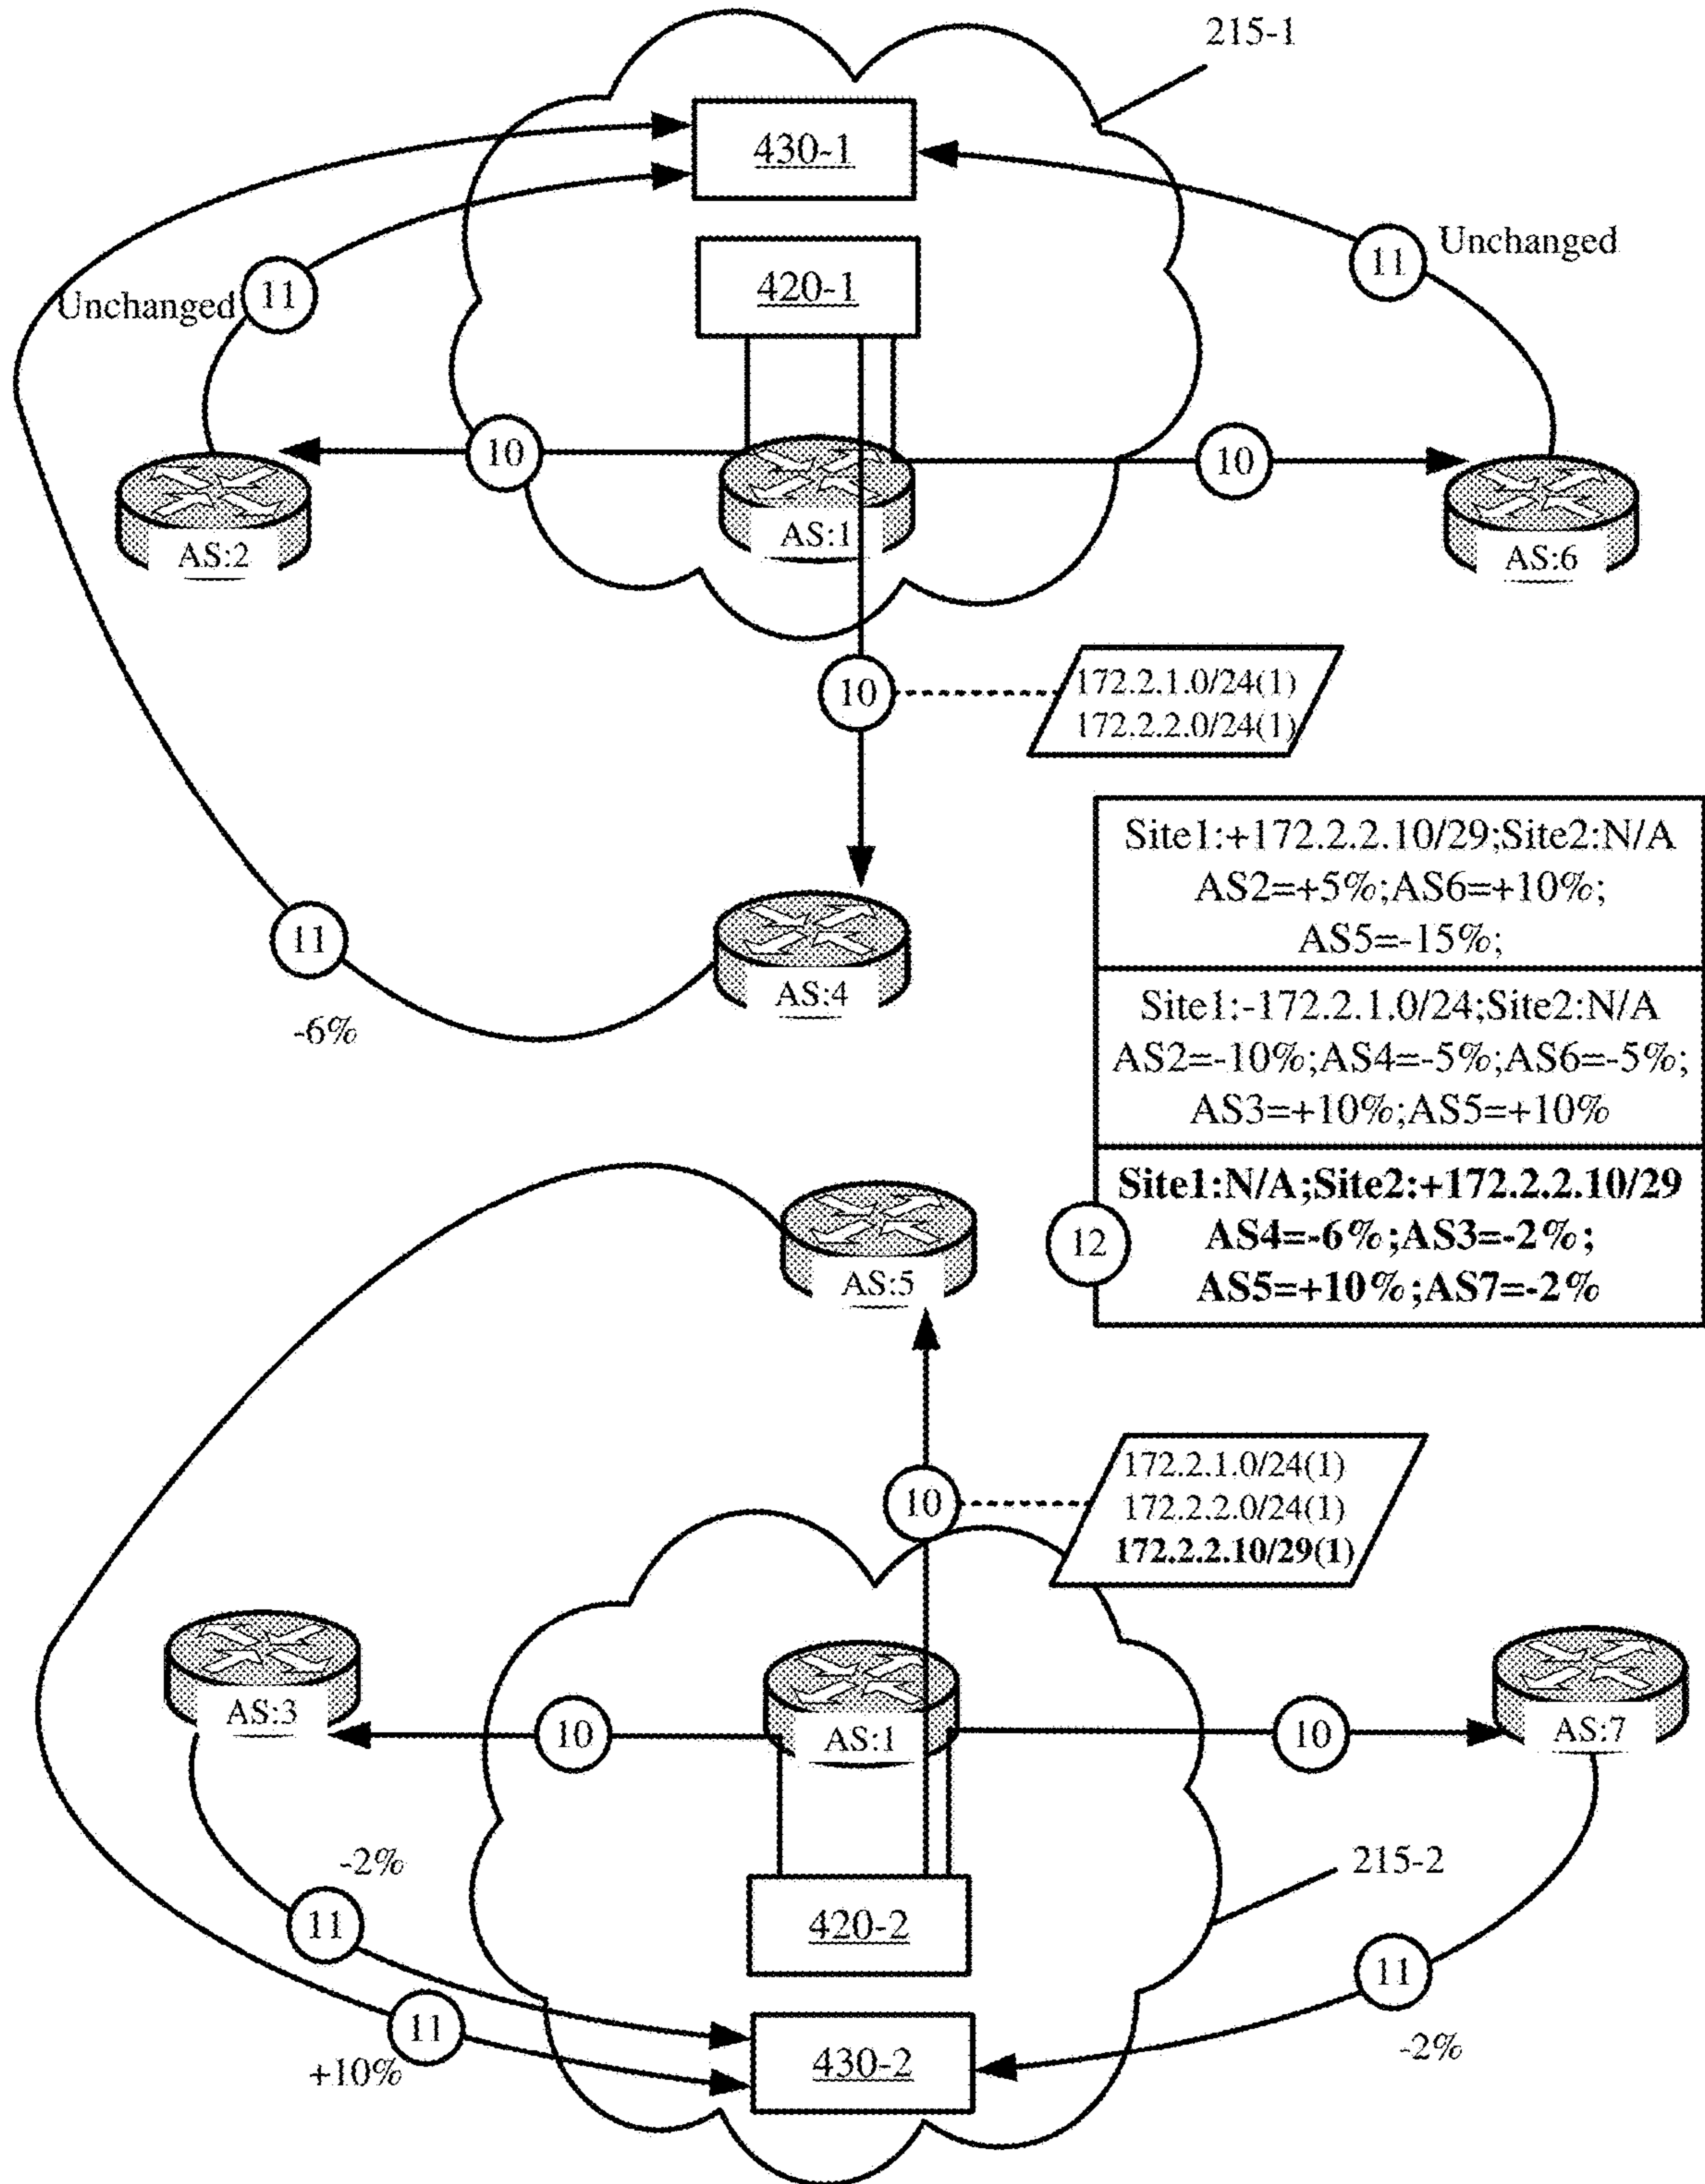 215-1
430-1
420-1
Unchanged
11
11
Unchanged
10
10
AS:2
AS:1
AS:6
10
172.2.1.0/24(1)
172.2.2.0/24(1)
11
-6%
AS:4
Site1:+172.2.2.10/29;Site2:N/A
AS2=+5%;AS6=+10%;
AS5=-15%;
Site1:-172.2.1.0/24;Site2:N/A
AS2=-10%;AS4=-5%;AS6=-5%;
AS3=+10%;AS5=+10%
12
Site1:N/A;Site2:+172.2.2.10/29
AS4=-6%;AS3=-2%;
AS5=+10%;AS7=-2%
AS:5
10
172.2.1.0/24(1)
172.2.2.0/24(1)
172.2.2.10/29(1)
AS:3
10
AS:1
10
AS:7
-2%
11
215-2
420-2
11
11
+10%
430-2
-2%